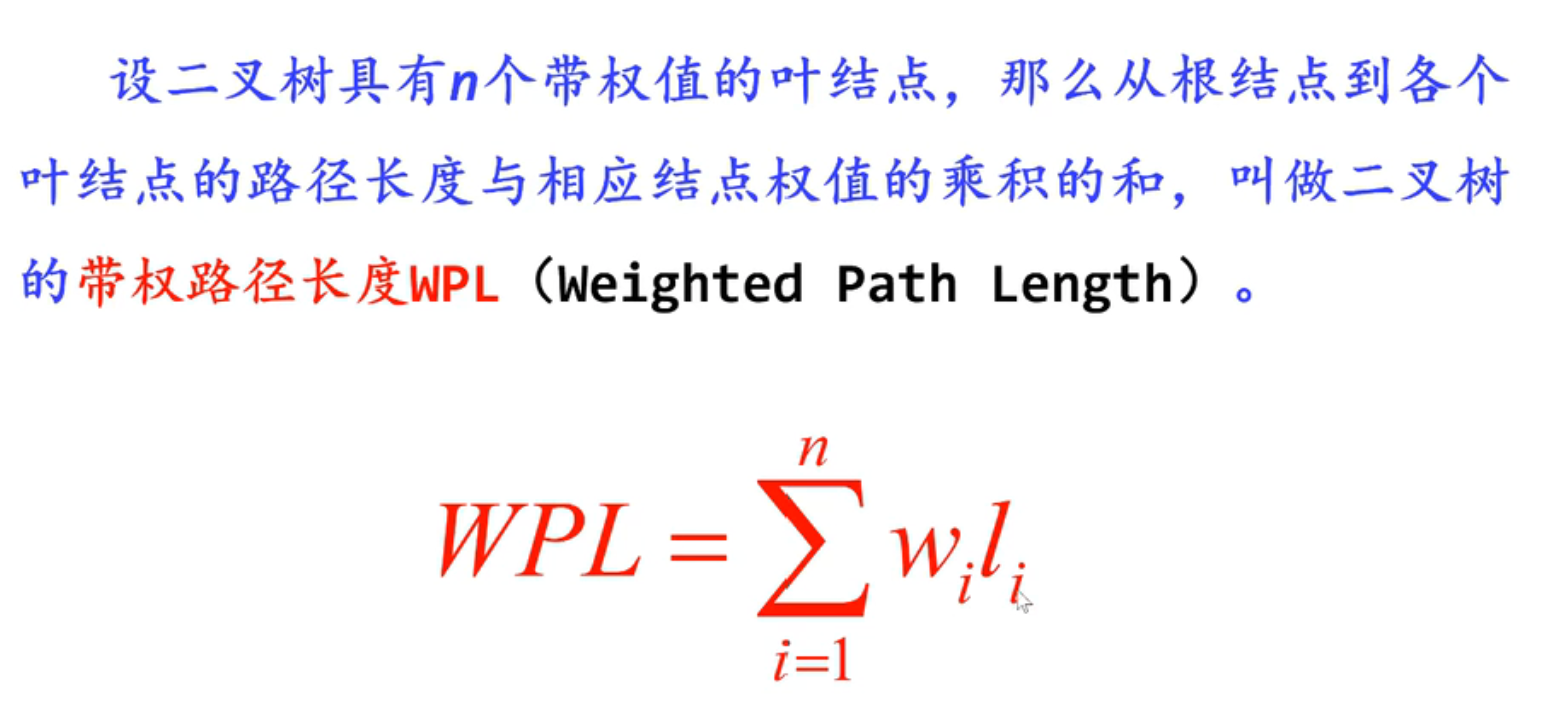 设二叉树具有n个带权值的叶结点，那么从根结点到各个
叶结点的路径长度与相应结点权值的乘积的和，叫做二叉树
的带权路径长度WPL（Weighted Path Length）。
n
WPL = ∑ wᵢlᵢ
i=1